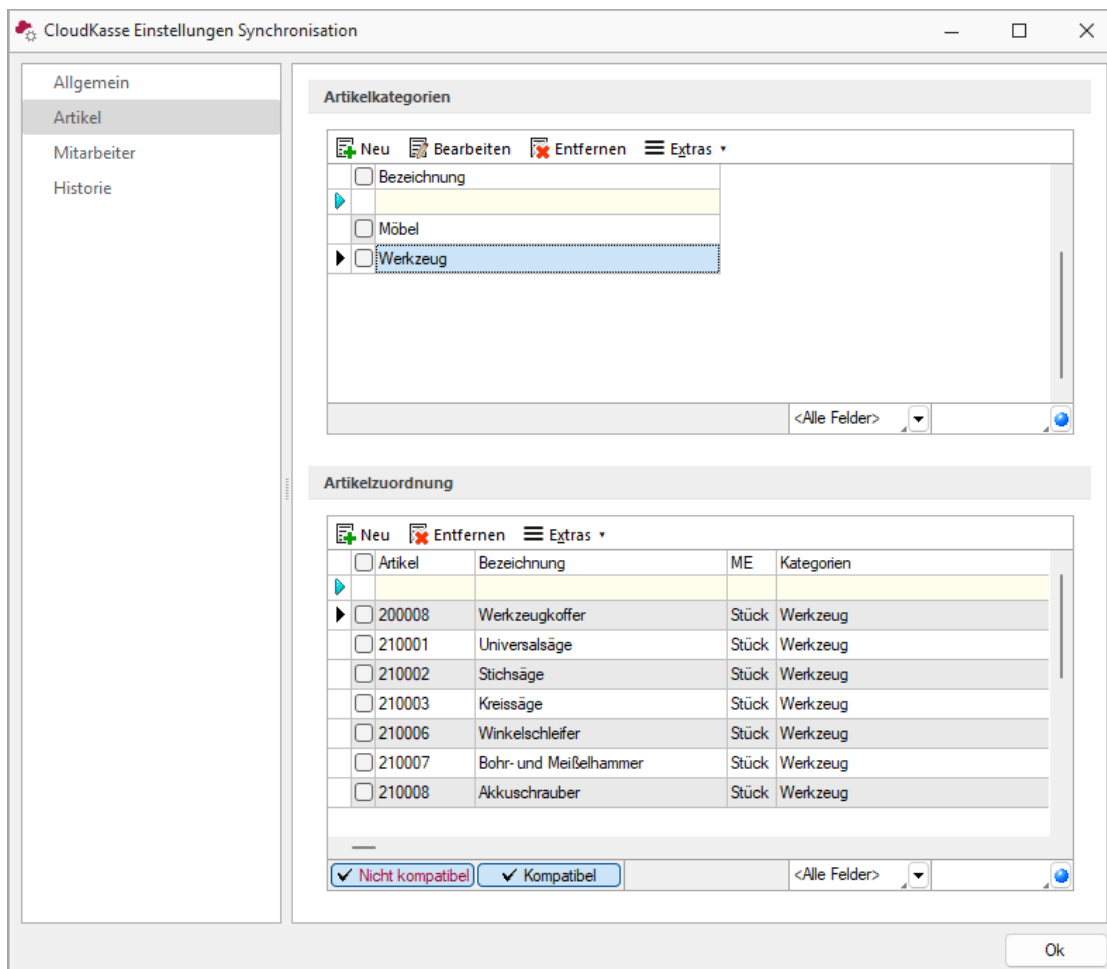 CloudKasse Einstellungen Synchronisation
Allgemein
Artikel
Mitarbeiter
Historie
Artikelkategorien
Neu Bearbeiten Entfernen Extras
Bezeichnung
Möbel
Werkzeug
<Alle Felder>
Artikelzuordnung
Neu Entfernen Extras
Artikel Bezeichnung ME Kategorien
200008 Werkzeugkoffer Stück Werkzeug
210001 Universalsäge Stück Werkzeug
210002 Stichsäge Stück Werkzeug
210003 Kreissäge Stück Werkzeug
210006 Winkelschleifer Stück Werkzeug
210007 Bohr- und Meißelhammer Stück Werkzeug
210008 Akkuschrauber Stück Werkzeug
Nicht kompatibel Kompatibel <Alle Felder>
Ok